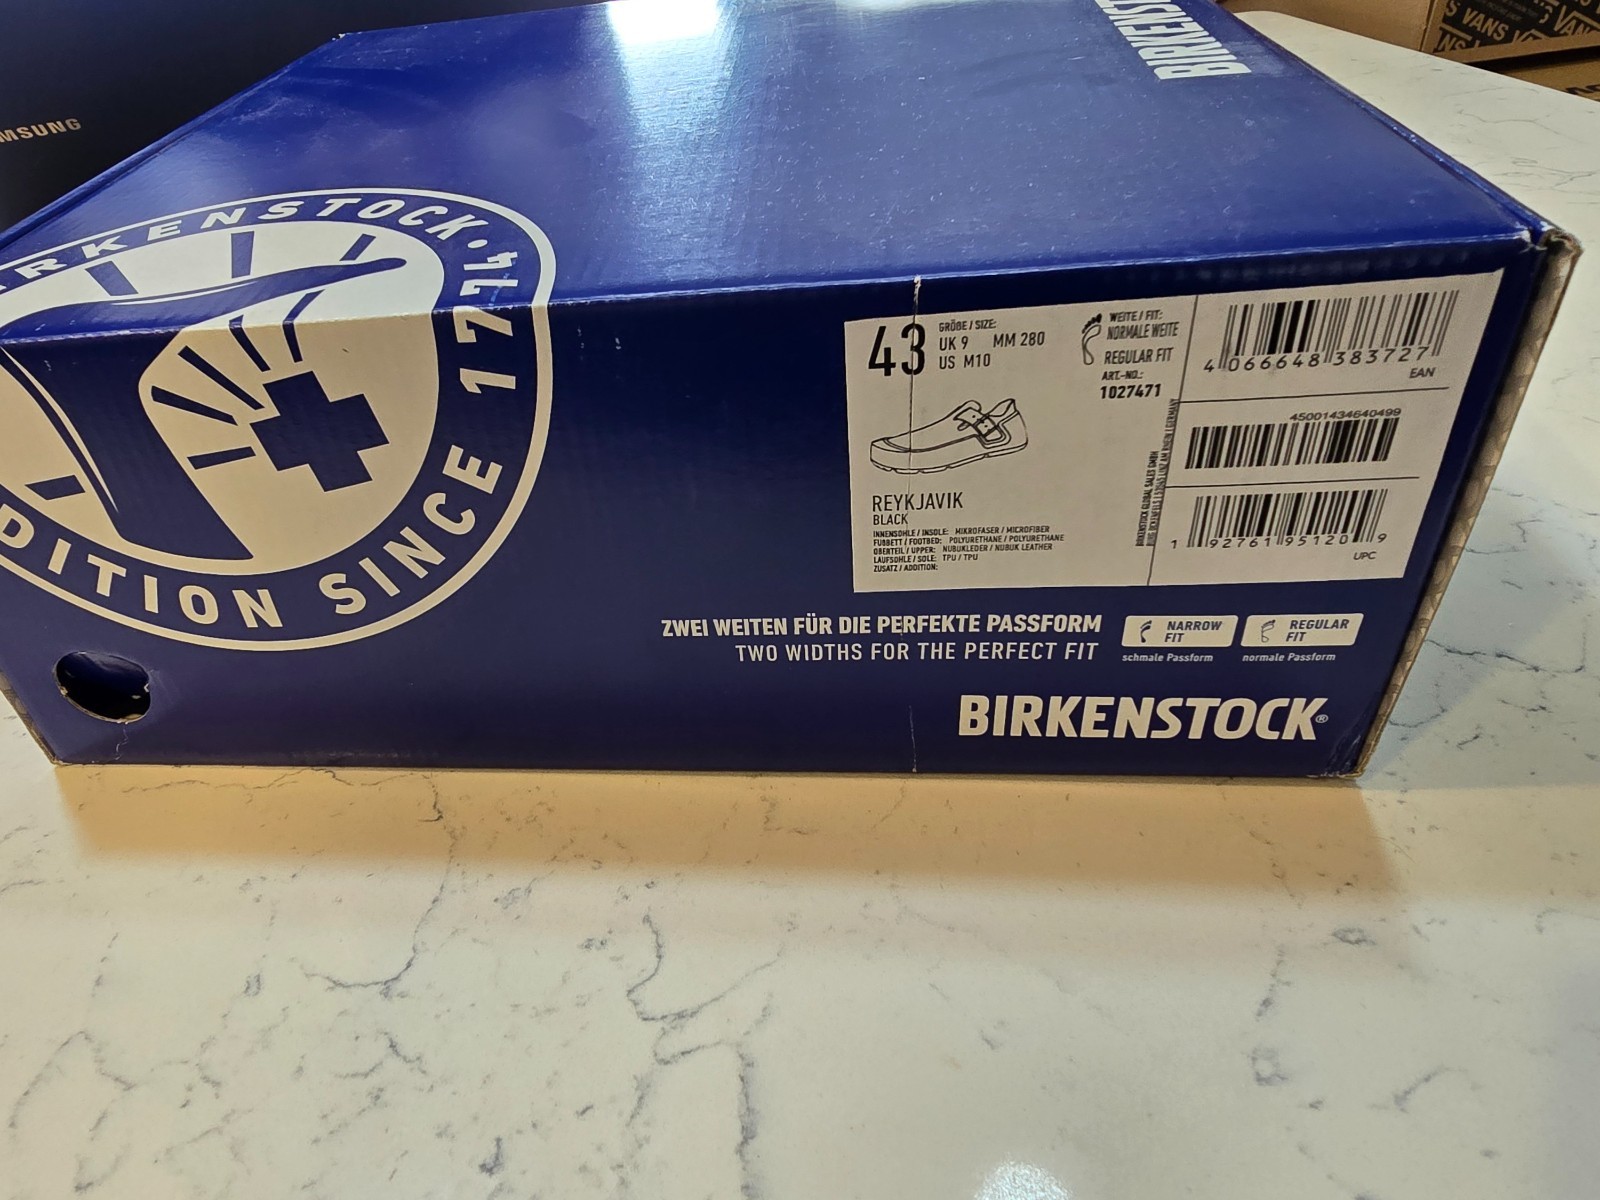 MSUNG
BIRKENST
VANS
RKENSTOCK · 1774
DITION SINCE
43
GRÖßE / SIZE:
UK 9 MM 280
US M10
WEITE / FIT:
NORMALE WEITE
REGULAR FIT
ART.-NO.:
1027471
REYKJAVIK
BLACK
INNENSOHLE / INSOLE: MIKROFASER / MICROFIBER
FUßBETT / FOOTBED: POLYURETHANE / POLYURETHANE
OBERTEIL / UPPER: NUBUKLEDER / NUBUK LEATHER
LAUFSOHLE / SOLE: TPU / TPU
ZUSATZ / ADDITION:
BIRKENSTOCK GLOBAL SALES GMBH
4 066648 383727
EAN
45001434640499
1 92761 95120 9
UPC
ZWEI WEITEN FÜR DIE PERFEKTE PASSFORM
TWO WIDTHS FOR THE PERFECT FIT
NARROW FIT
schmale Passform
REGULAR FIT
normale Passform
BIRKENSTOCK®